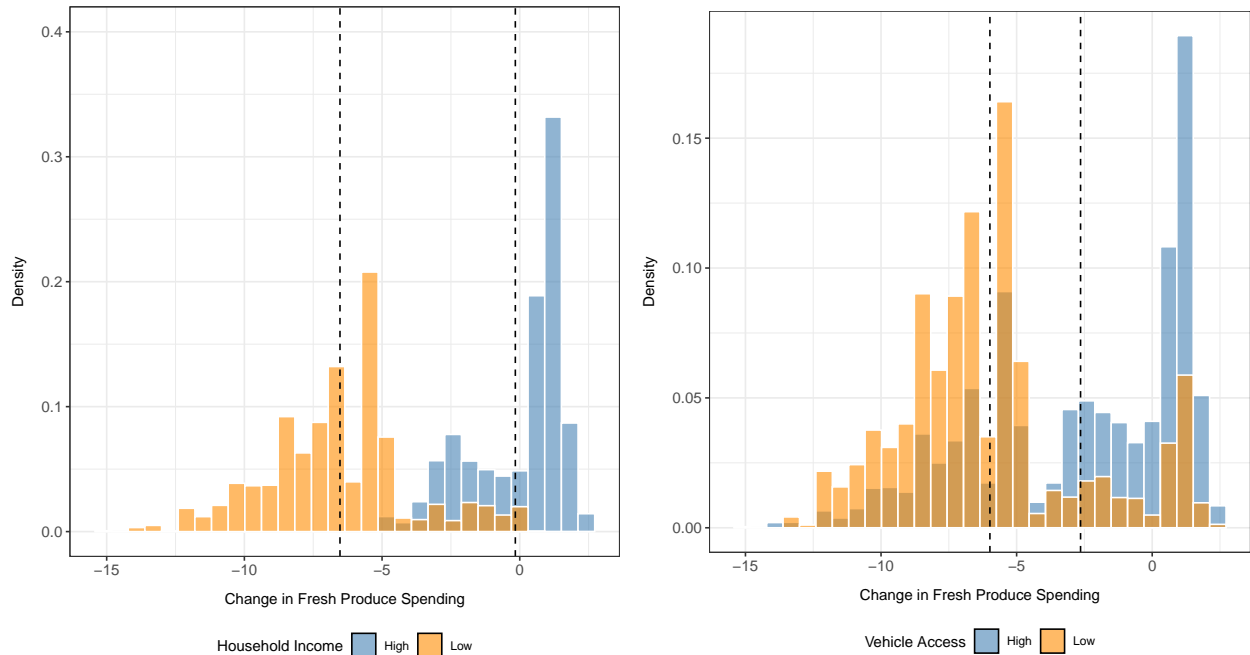 0.4
0.3
0.2
0.1
0.0
Density
−15
−10
−5
0
Change in Fresh Produce Spending
Household Income High Low
0.15
0.10
0.05
0.00
Density
−15
−10
−5
0
Change in Fresh Produce Spending
Vehicle Access High Low